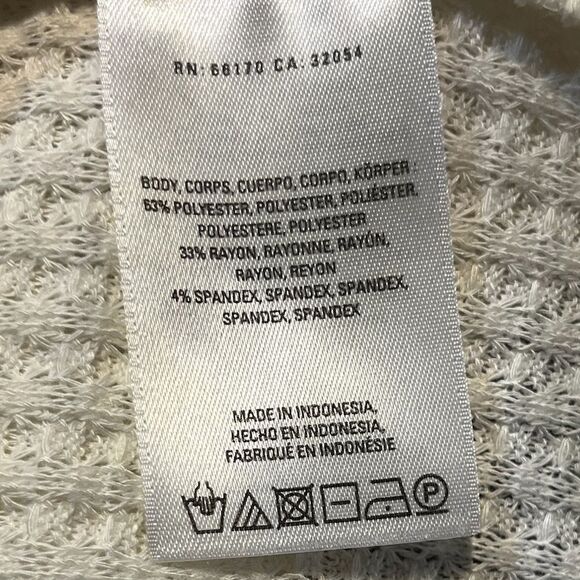 RN: 66170 CA: 32054
BODY, CORPS, CUERPO, CORPO, KÖRPER :
63% POLYESTER, POLYESTER, POLIÉSTER,
POLYESTERE, POLYESTER
33% RAYON, RAYONNE, RAYÓN,
RAYON, REYON
4% SPANDEX, SPANDEX, SPANDEX,
SPANDEX, SPANDEX
MADE IN INDONESIA,
HECHO EN INDONESIA,
FABRIQUÉ EN INDONÉSIE
P